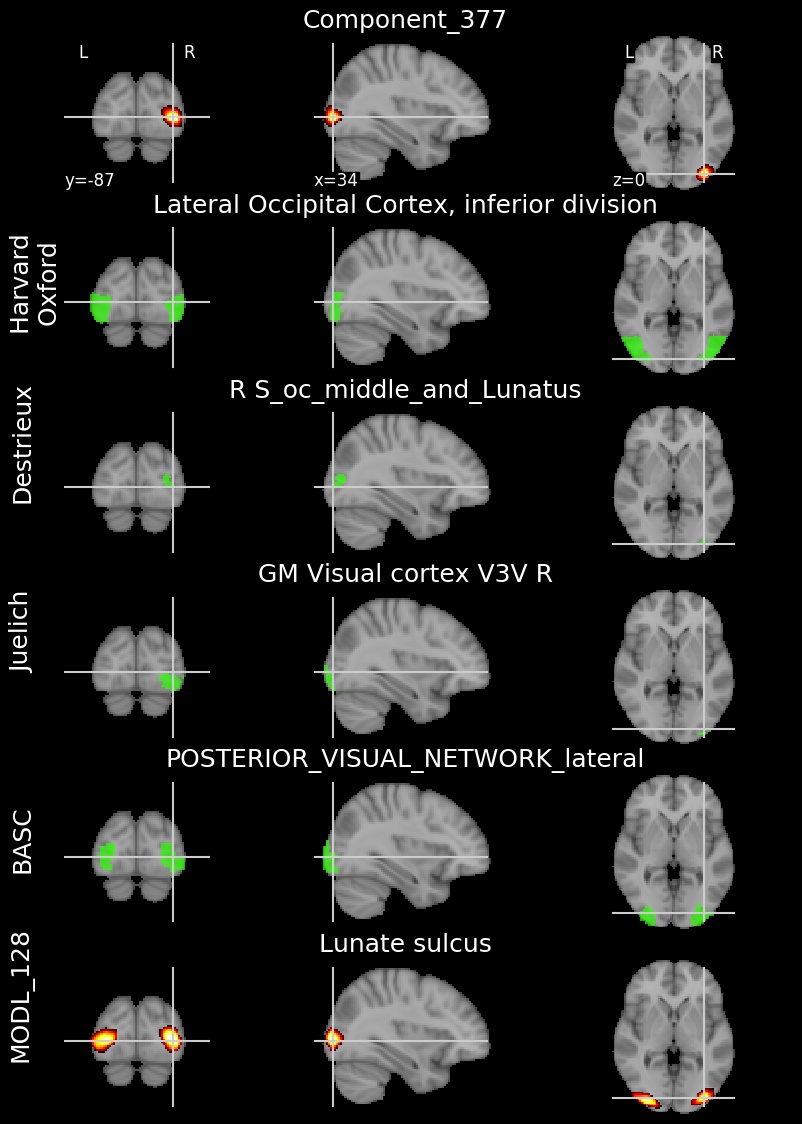 Component_377
L R
L R
y=-87
x=34
z=0
Lateral Occipital Cortex, inferior division
Harvard
Oxford
R S_oc_middle_and_Lunatus
Destrieux
GM Visual cortex V3V R
Juelich
POSTERIOR_VISUAL_NETWORK_lateral
BASC
Lunate sulcus
MODL_128